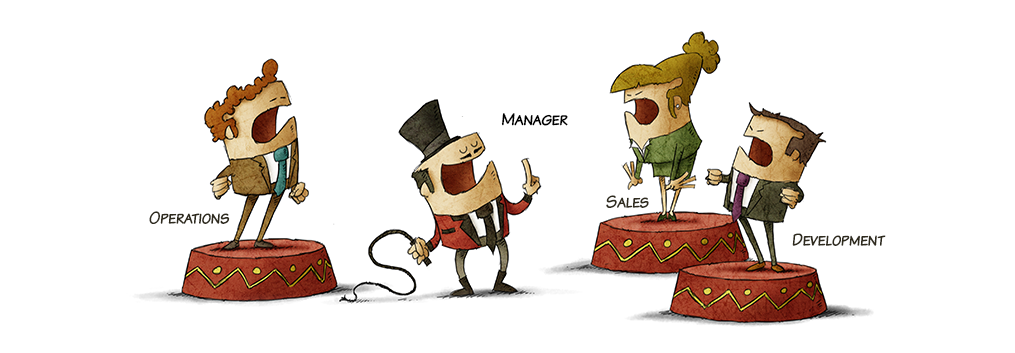 Operations
Manager
Sales
Development